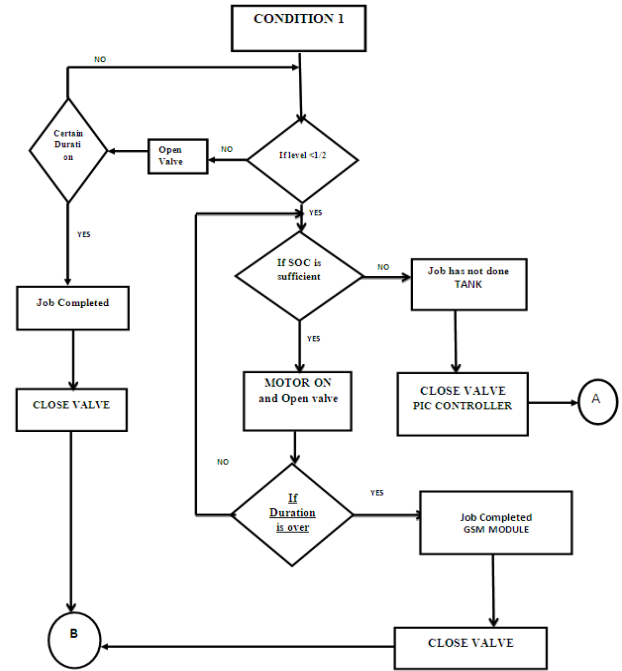 CONDITION 1
NO
Certain
Durati
on
Open
Valve
NO
If level <1/2
YES
YES
If SOC is
sufficient
NO
Job has not done
TANK
Job Completed
YES
MOTOR ON
and Open valve
CLOSE VALVE
PIC CONTROLLER
A
CLOSE VALVE
NO
If
Duration
is over
YES
Job Completed
GSM MODULE
B
CLOSE VALVE